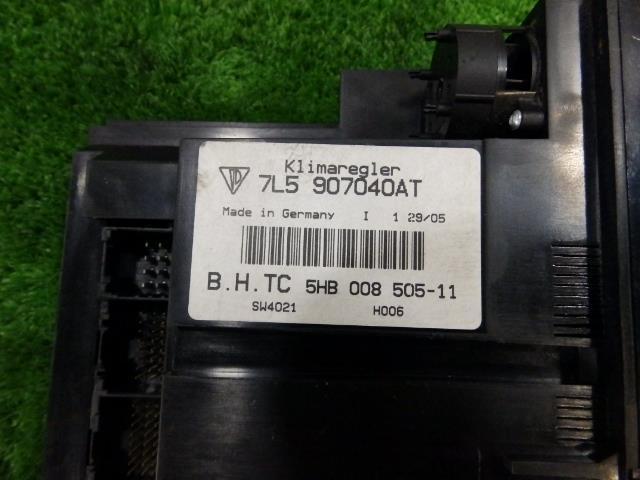 Klimaregler
7L5 907040AT
Made in Germany I 1 29/05
B.H.TC 5HB 008 505-11
SW4021 H006